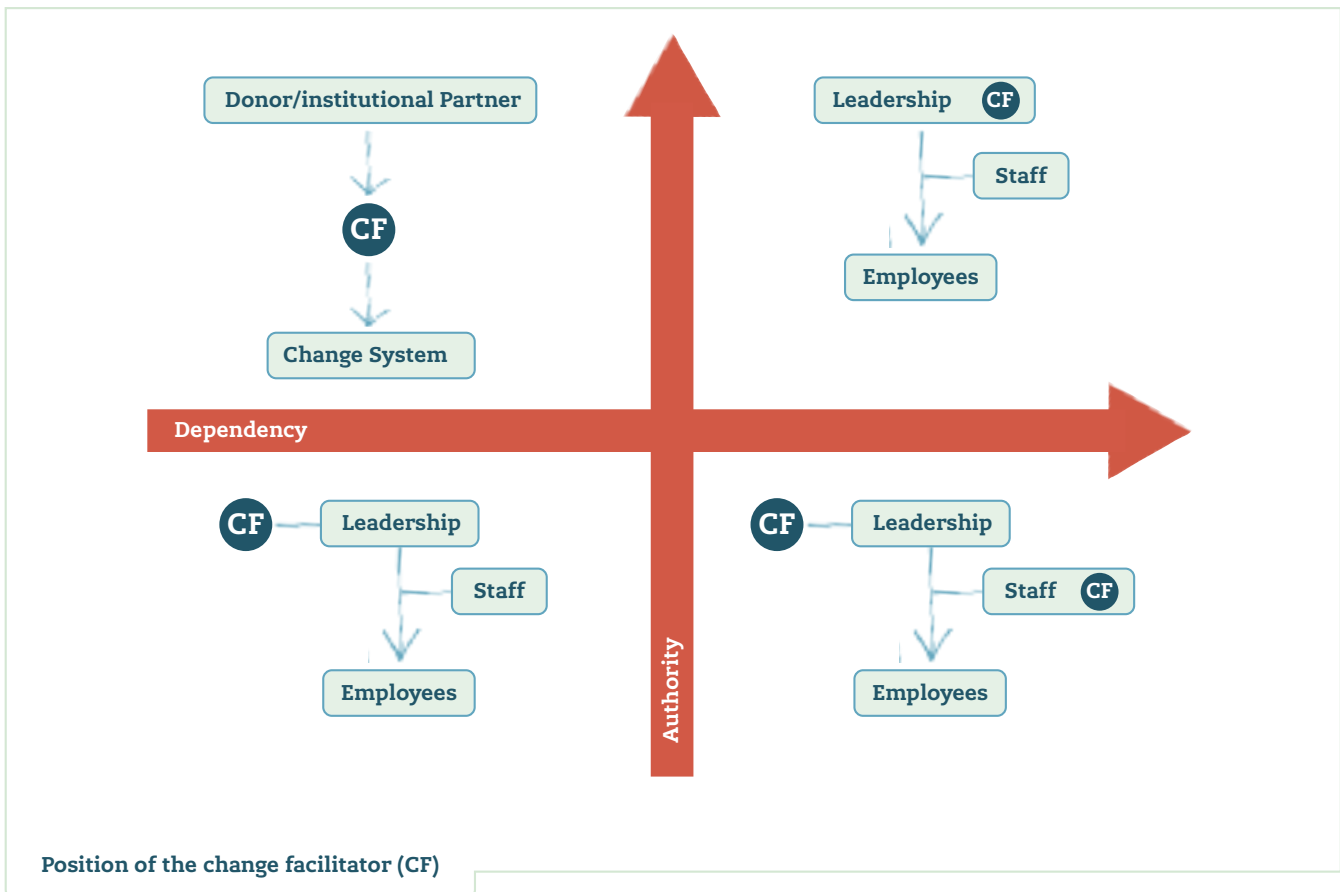 Donor/institutional Partner
CF
Change System
Leadership CF
Staff
Employees
Dependency
Authority
CF Leadership
Staff
Employees
CF Leadership
Staff CF
Employees
Position of the change facilitator (CF)